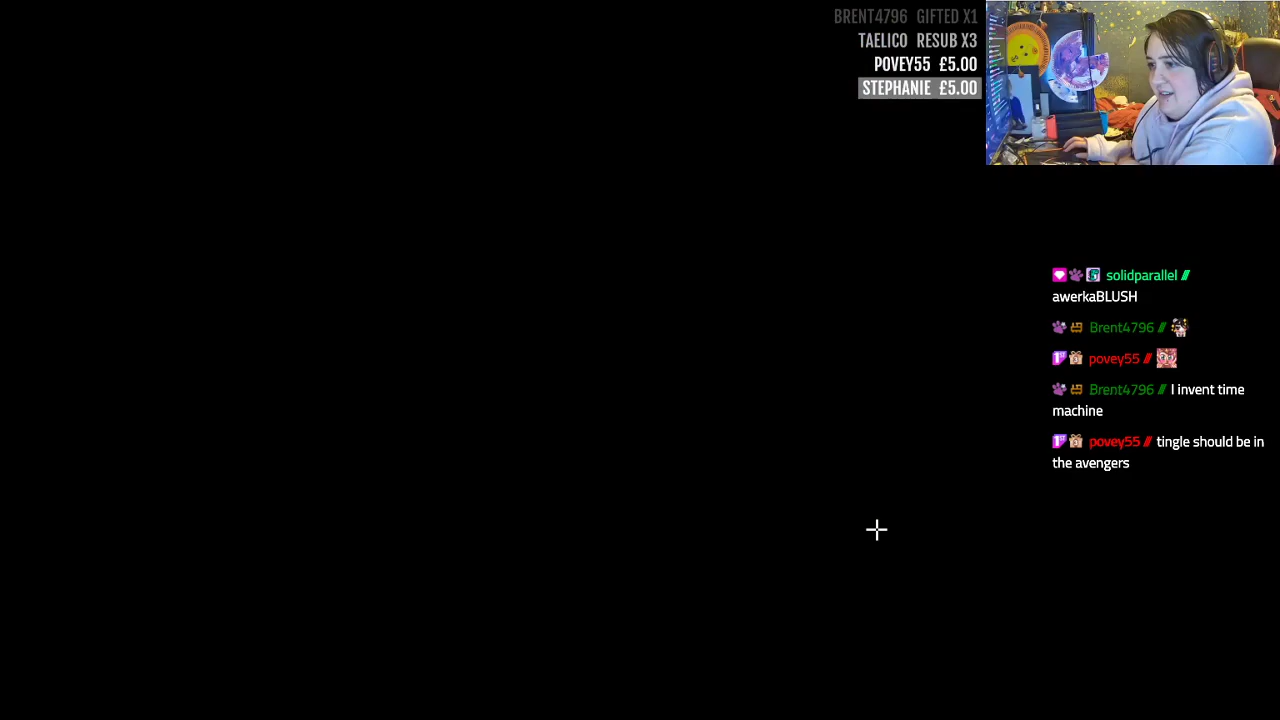 BRENT4796 GIFTED X1
TAELICO RESUB X3
POVEY55 £5.00
STEPHANIE £5.00
solidparallel //
awerkaBLUSH
Brent4796 //
povey55 //
Brent4796 // I invent time
machine
povey55 // tingle should be in
the avengers